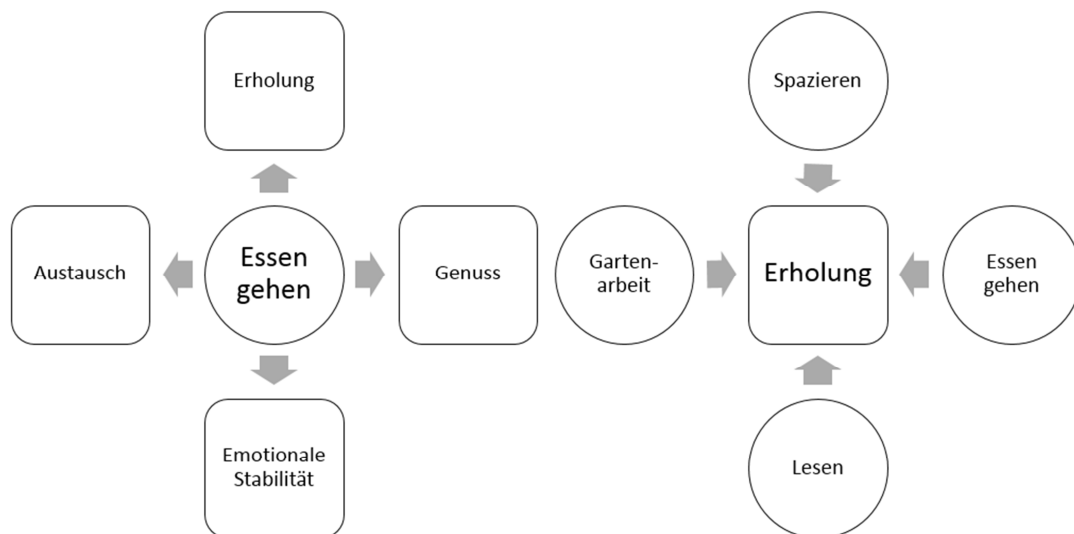 Erholung
Austausch
Essen
gehen
Genuss
Emotionale
Stabilität
Spazieren
Garten-
arbeit
Erholung
Essen
gehen
Lesen